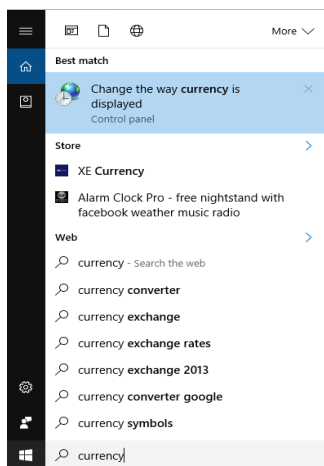 More
Best match
Change the way currency is
displayed
Control panel
Store
XE Currency
Alarm Clock Pro - free nightstand with
facebook weather music radio
Web
currency - Search the web
currency converter
currency exchange
currency exchange rates
currency exchange 2013
currency converter google
currency symbols
currency